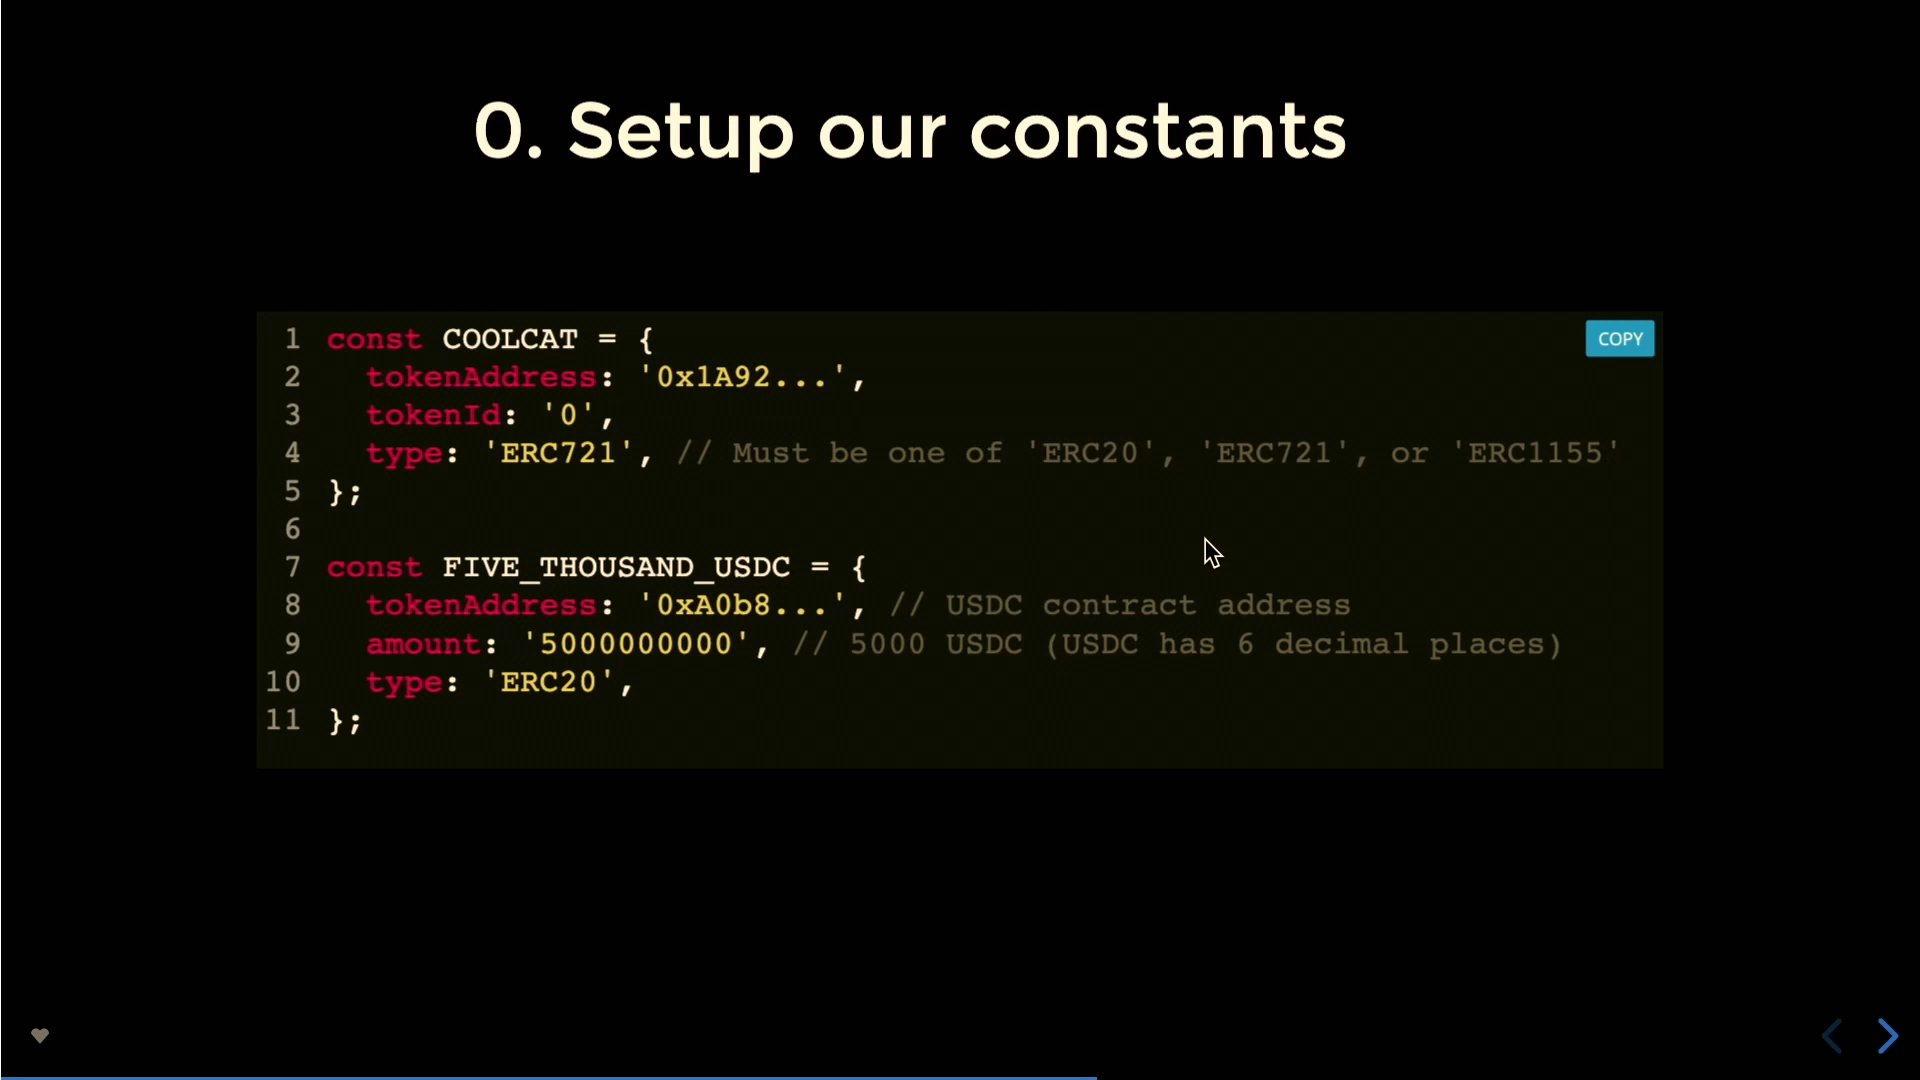 0. Setup our constants
COPY
1 const COOLCAT = {
2   tokenAddress: '0x1A92...',
3   tokenId: '0',
4   type: 'ERC721', // Must be one of 'ERC20', 'ERC721', or 'ERC1155'
5 };
6
7 const FIVE_THOUSAND_USDC = {
8   tokenAddress: '0xA0b8...', // USDC contract address
9   amount: '5000000000', // 5000 USDC (USDC has 6 decimal places)
10   type: 'ERC20',
11 };